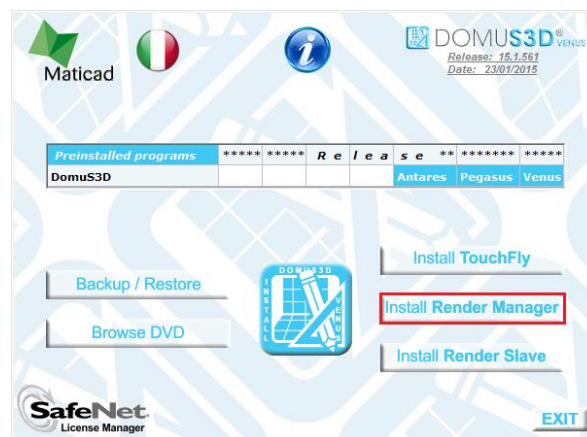 Maticad
DOMUS3D® VENUS
Release: 15.1.561
Date: 23/01/2015
Preinstalled programs ***** ***** R e l e a s e ** ******* *****
DomuS3D Antares Pegasus Venus
Install TouchFly
Backup / Restore
DOMUS3D
INSTALL
VENUS
Install Render Manager
Browse DVD
Install Render Slave
SafeNet.
License Manager
EXIT